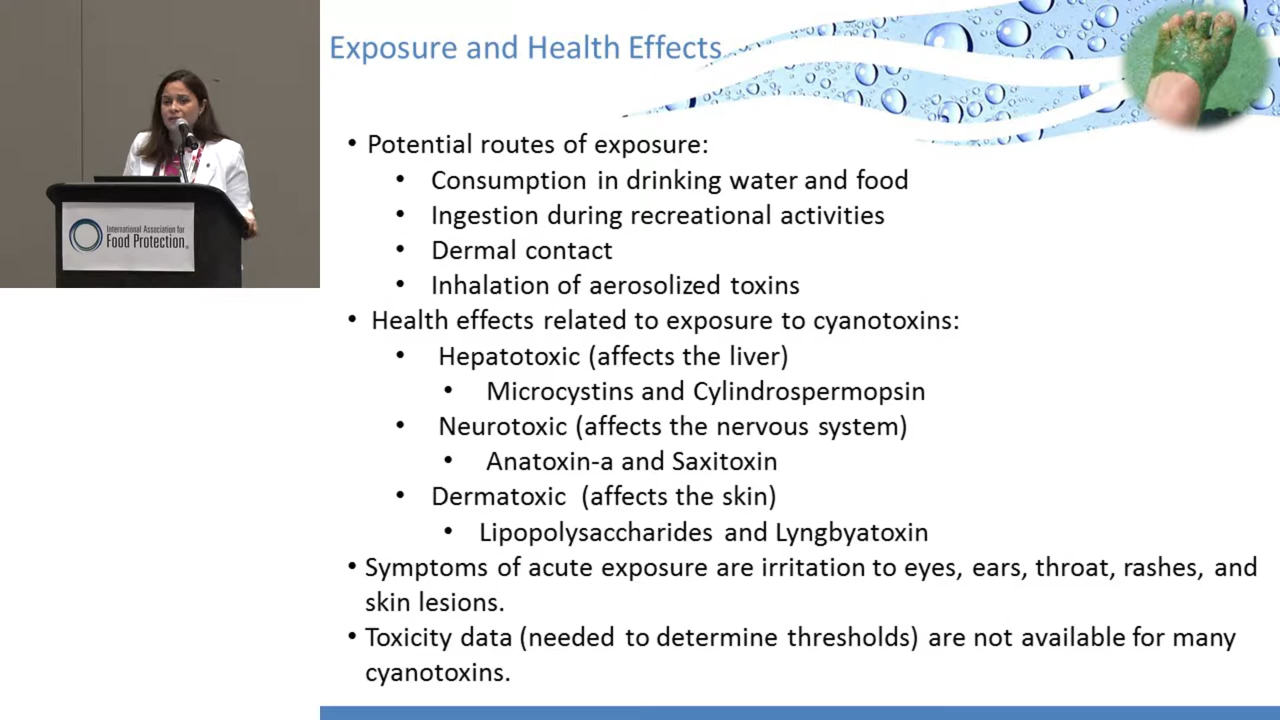 Exposure and Health Effects
International Association for
Food Protection®
• Potential routes of exposure:
• Consumption in drinking water and food
• Ingestion during recreational activities
• Dermal contact
• Inhalation of aerosolized toxins
• Health effects related to exposure to cyanotoxins:
• Hepatotoxic (affects the liver)
• Microcystins and Cylindrospermopsin
• Neurotoxic (affects the nervous system)
• Anatoxin-a and Saxitoxin
• Dermatoxic (affects the skin)
• Lipopolysaccharides and Lyngbyatoxin
• Symptoms of acute exposure are irritation to eyes, ears, throat, rashes, and
skin lesions.
• Toxicity data (needed to determine thresholds) are not available for many
cyanotoxins.